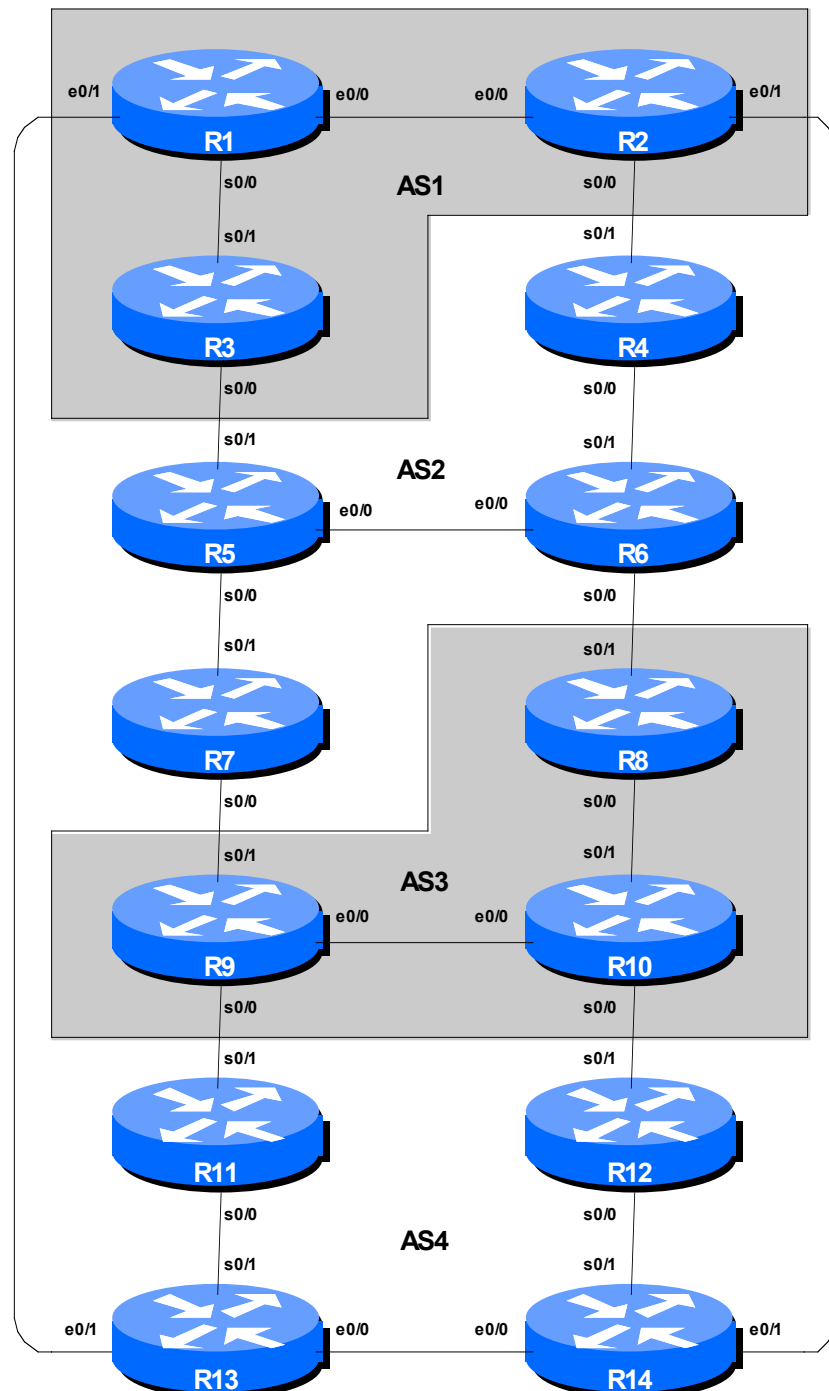 e0/1 e0/0 e0/0 e0/1
R1 R2
s0/0 AS1 s0/0
s0/1 s0/1
R3 R4
s0/0 s0/0
s0/1 AS2 s0/1
e0/0 e0/0
R5 R6
s0/0 s0/0
s0/1 s0/1
R7 R8
s0/0 s0/0
s0/1 AS3 s0/1
e0/0 e0/0
R9 R10
s0/0 s0/0
s0/1 s0/1
R11 R12
s0/0 s0/0
AS4
s0/1 s0/1
e0/1 e0/0 e0/0 e0/1
R13 R14